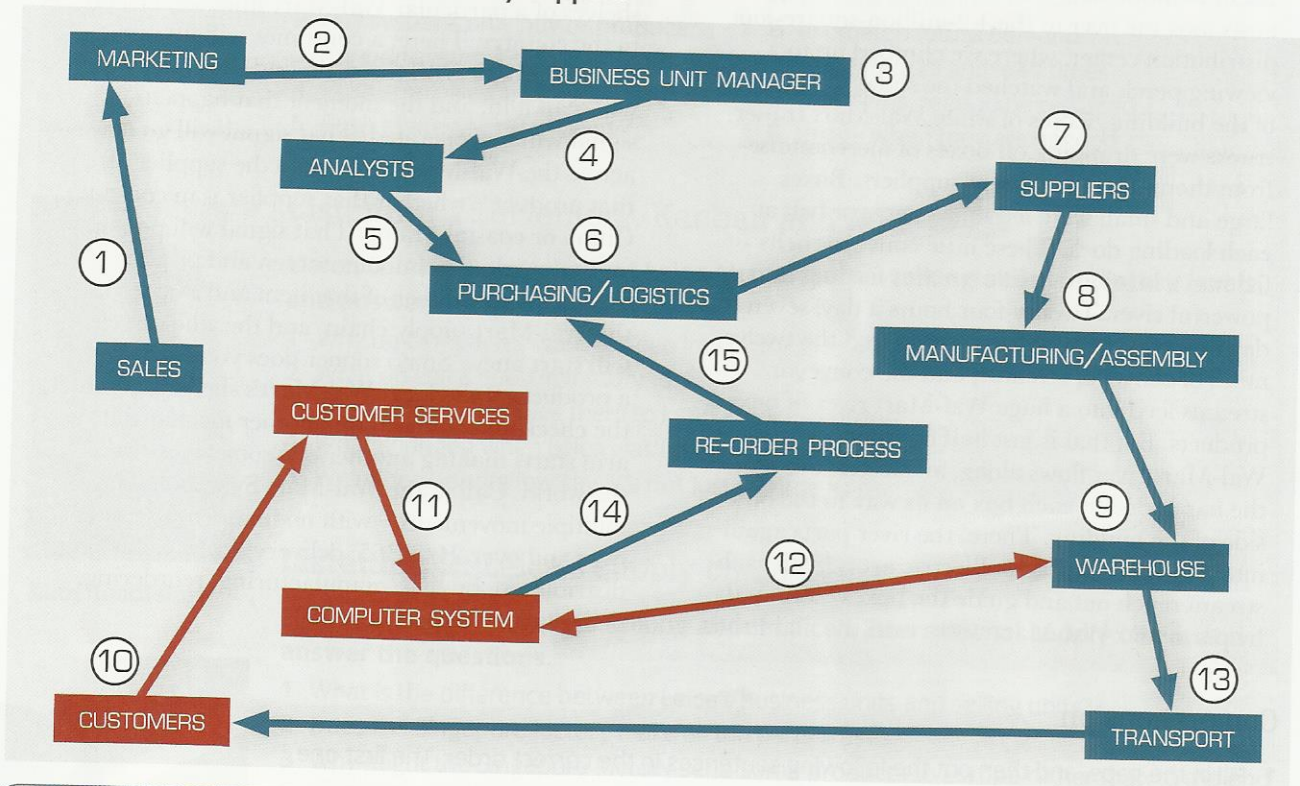 MARKETING
2
BUSINESS UNIT MANAGER
3
ANALYSTS
4
7
SUPPLIERS
1
5
6
PURCHASING/LOGISTICS
8
MANUFACTURING/ASSEMBLY
SALES
15
CUSTOMER SERVICES
RE-ORDER PROCESS
11
14
9
WAREHOUSE
12
COMPUTER SYSTEM
10
13
CUSTOMERS
TRANSPORT